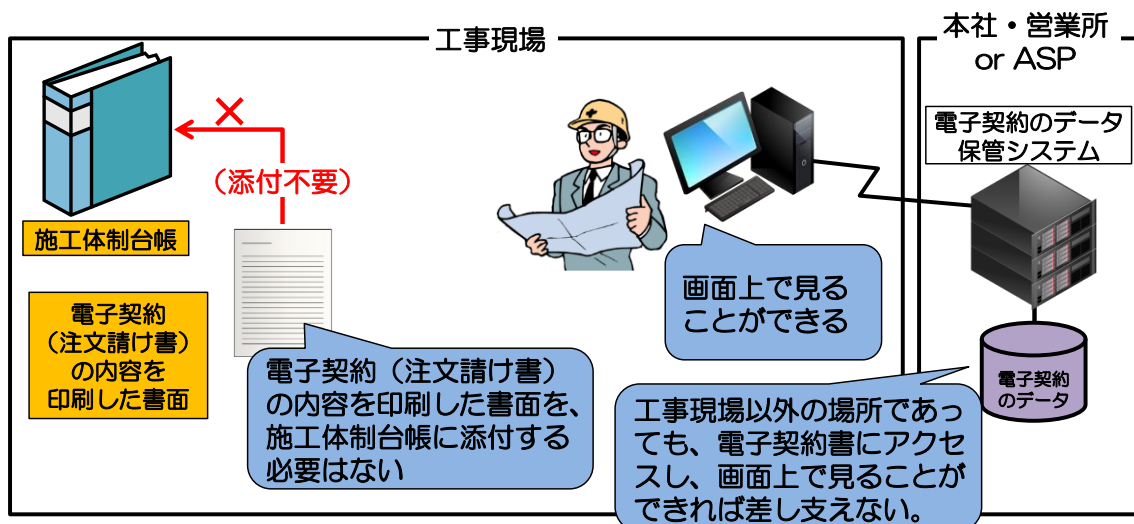 工事現場
本社・営業所
or ASP
電子契約のデータ
保管システム
(添付不要)
施工体制台帳
電子契約
(注文請け書)
の内容を
印刷した書面
電子契約(注文請け書)
の内容を印刷した書面を、
施工体制台帳に添付する
必要はない
画面上で見る
ことができる
電子契約
のデータ
工事現場以外の場所であっ
ても、電子契約書にアクセ
スし、画面上で見ることが
できれば差し支えない。